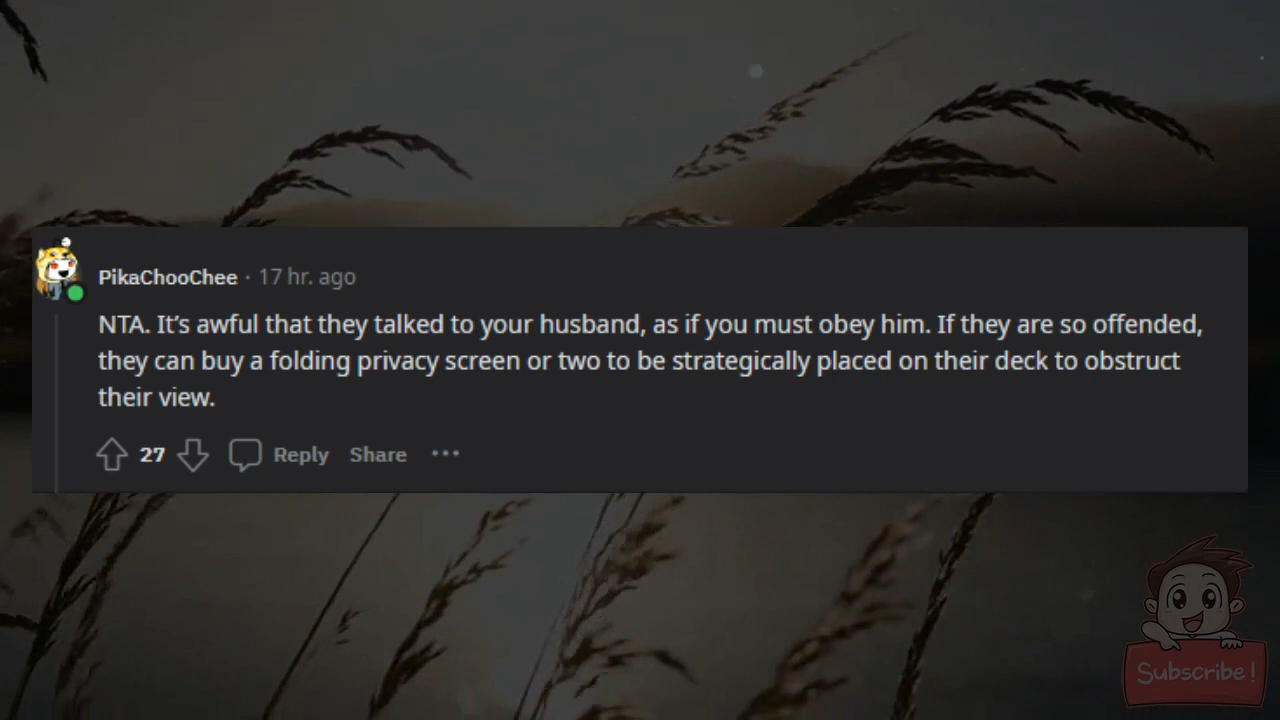 PikaChooChee · 17 hr. ago
NTA. It’s awful that they talked to your husband, as if you must obey him. If they are so offended,
they can buy a folding privacy screen or two to be strategically placed on their deck to obstruct
their view.
27 Reply Share ···
Subscribe!